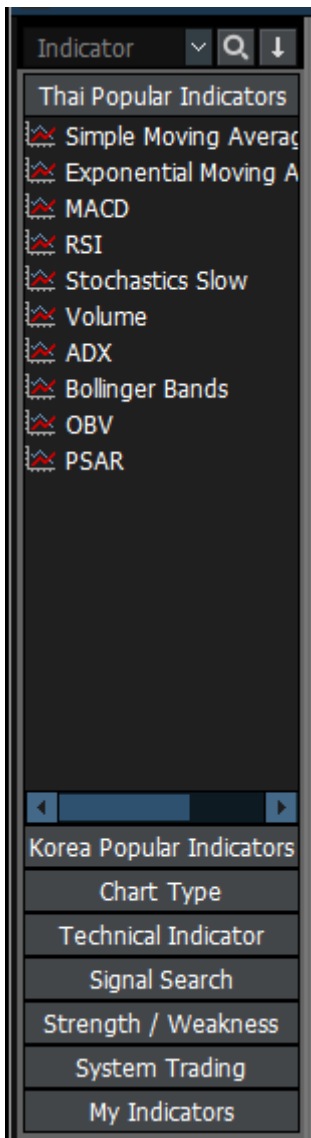 Indicator
Thai Popular Indicators
Simple Moving Averag
Exponential Moving A
MACD
RSI
Stochastics Slow
Volume
ADX
Bollinger Bands
OBV
PSAR
Korea Popular Indicators
Chart Type
Technical Indicator
Signal Search
Strength / Weakness
System Trading
My Indicators